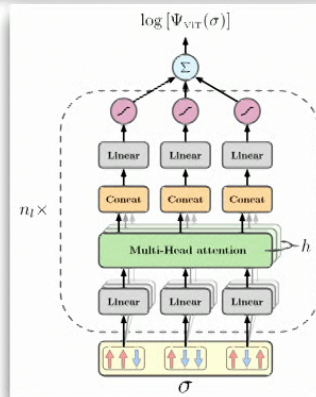 log [Ψ_ViT(σ)]
Σ
Linear Linear Linear
Concat Concat Concat
n_l×
Multi-Head attention
h
Linear Linear Linear
σ